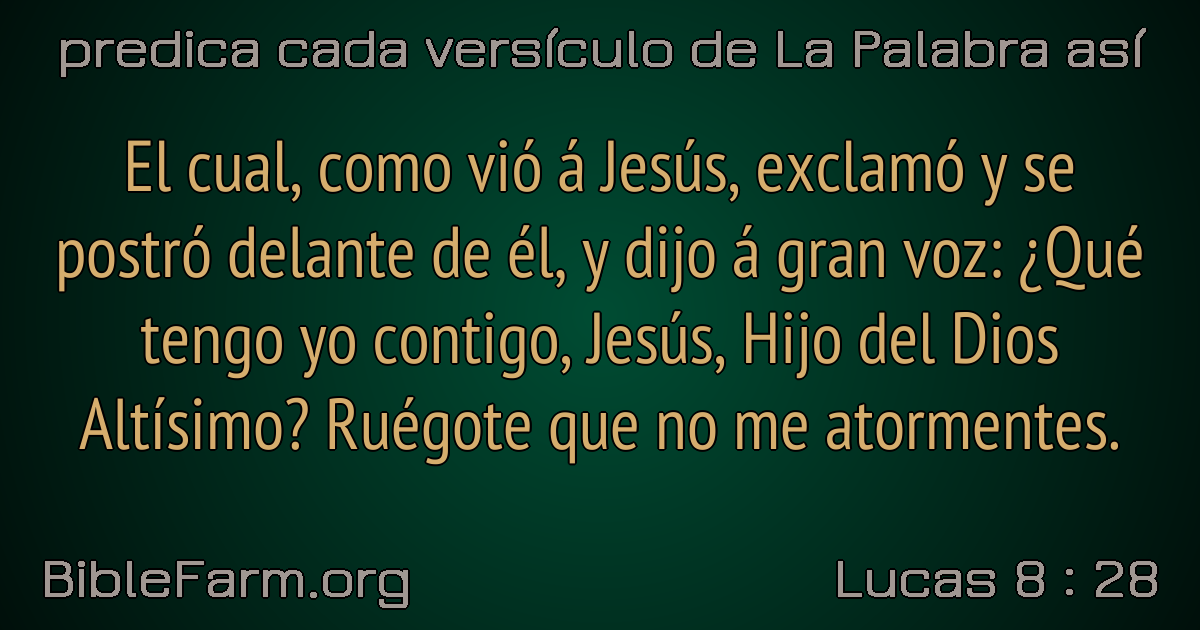 predica cada versículo de La Palabra así
El cual, como vió á Jesús, exclamó y se
postró delante de él, y dijo á gran voz: ¿Qué
tengo yo contigo, Jesús, Hijo del Dios
Altísimo? Ruégote que no me atormentes.
BibleFarm.org
Lucas 8 : 28